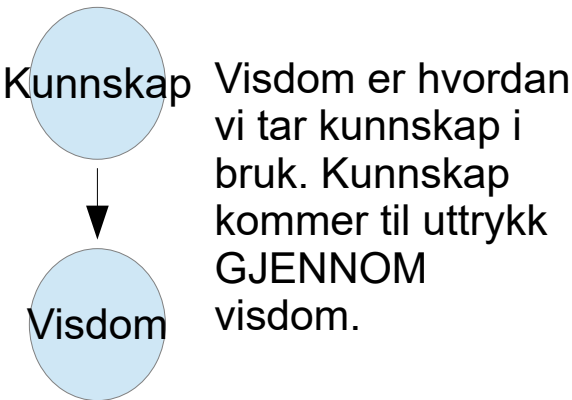 Kunnskap
Visdom er hvordan
vi tar kunnskap i
bruk. Kunnskap
kommer til uttrykk
GJENNOM
visdom.
Visdom